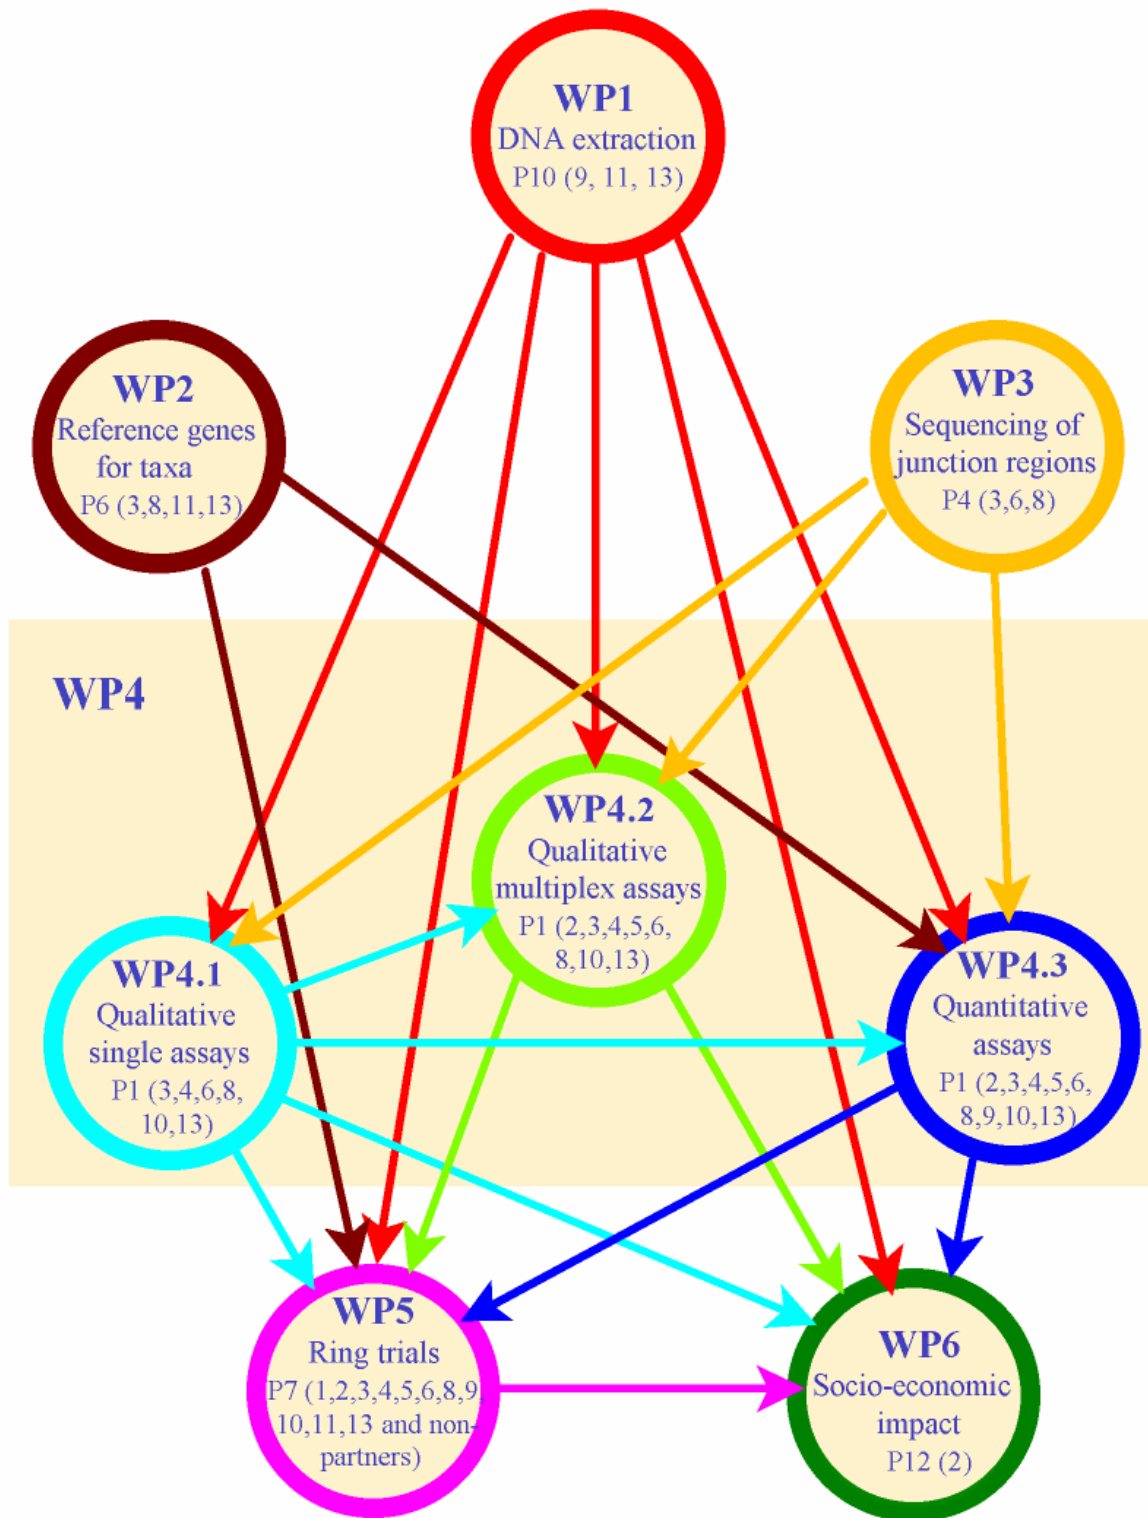 WP1
DNA extraction
P10 (9, 11, 13)
WP2
Reference genes
for taxa
P6 (3,8,11,13)
WP3
Sequencing of
junction regions
P4 (3,6,8)
WP4
WP4.2
Qualitative
multiplex assays
P1 (2,3,4,5,6,
8,10,13)
WP4.1
Qualitative
single assays
P1 (3,4,6,8,
10,13)
WP4.3
Quantitative
assays
P1 (2,3,4,5,6,
8,9,10,13)
WP5
Ring trials
P7 (1,2,3,4,5,6,8,9,
10,11,13 and non-
partners)
WP6
Socio-economic
impact
P12 (2)